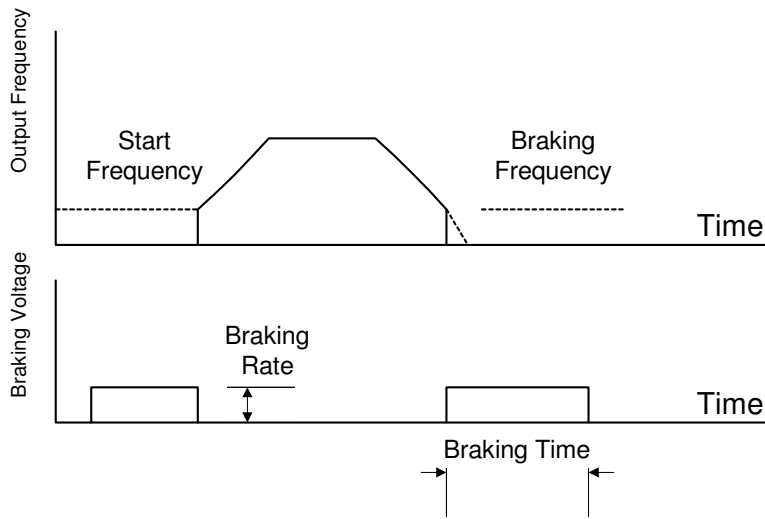 Output Frequency
Start
Frequency
Braking
Frequency
Time
Braking Voltage
Braking
Rate
Time
Braking Time